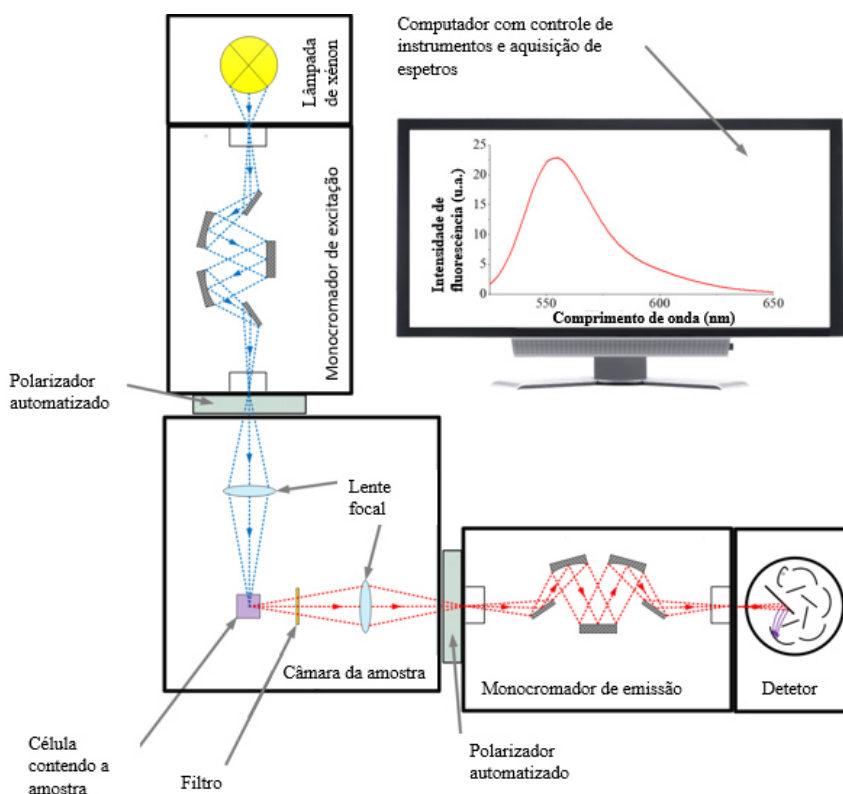 Computador com controle de
instrumentos e aquisição de
espetros
Lâmpada
de xênon
Monocromador de excitação
25
20
15
10
5
0
Intensidade de
fluorescência (u.a.)
550
600
650
Comprimento de onda (nm)
Polarizador
automatizado
Lente
focal
Câmara da amostra
Monocromador de emissão
Detetor
Célula
contendo a
amostra
Filtro
Polarizador
automatizado